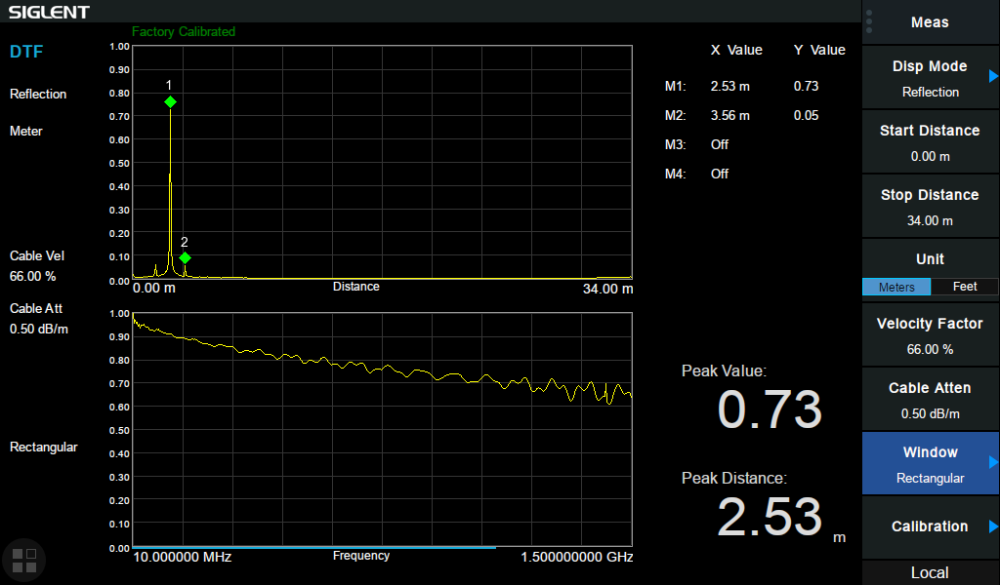 SIGLENT
DTF
Factory Calibrated
Reflection
Meter
Cable Vel
66.00 %
Cable Att
0.50 dB/m
Rectangular
1.00
0.90
0.80
0.70
0.60
0.50
0.40
0.30
0.20
0.10
0.00
1
2
0.00 m
Distance
34.00 m
1.00
0.90
0.80
0.70
0.60
0.50
0.40
0.30
0.20
0.10
0.00
10.000000 MHz
Frequency
1.500000000 GHz
X Value Y Value
M1: 2.53 m 0.73
M2: 3.56 m 0.05
M3: Off
M4: Off
Peak Value:
0.73
Peak Distance:
2.53 m
Meas
Disp Mode
Reflection
Start Distance
0.00 m
Stop Distance
34.00 m
Unit
Meters Feet
Velocity Factor
66.00 %
Cable Atten
0.50 dB/m
Window
Rectangular
Calibration
Local